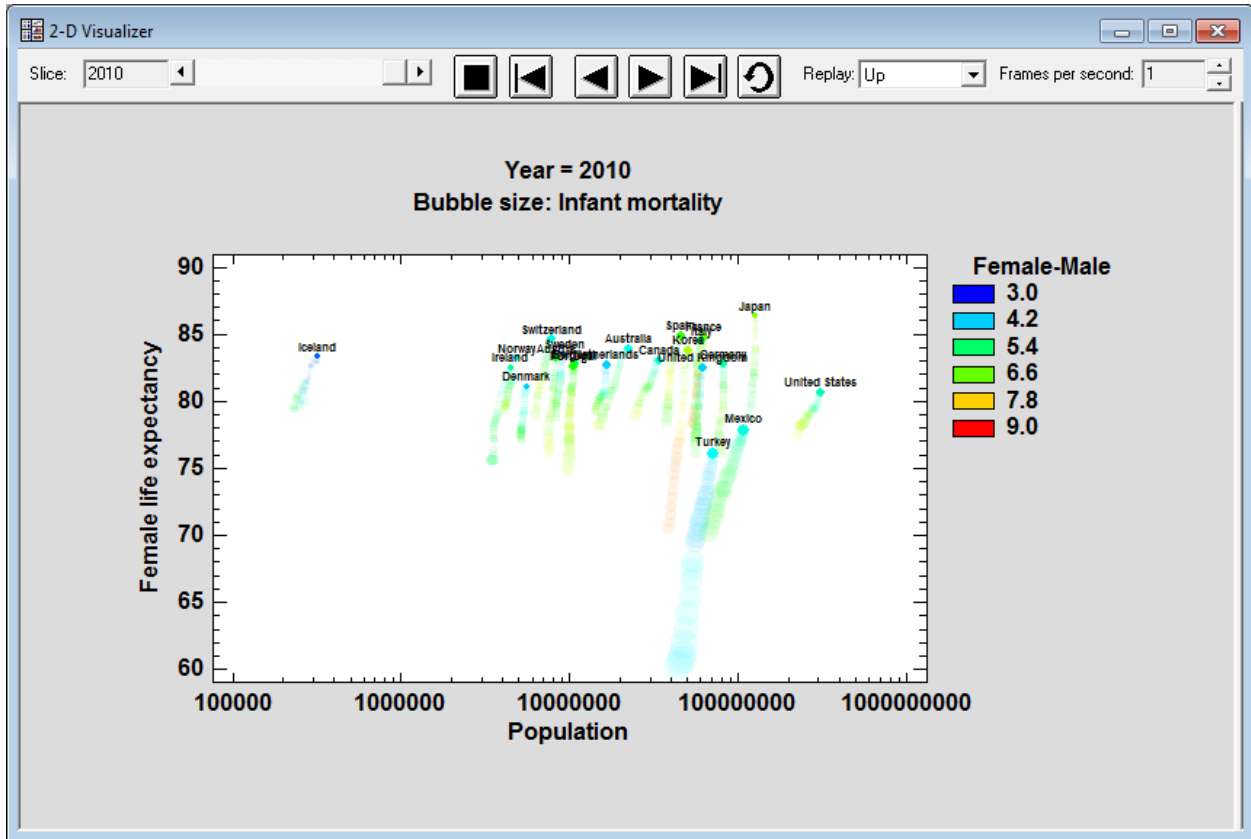 2-D Visualizer
Slice: 2010 Replay: Up Frames per second: 1
Year = 2010
Bubble size: Infant mortality
Female-Male
3.0
4.2
5.4
6.6
7.8
9.0
Female life expectancy
90
85
80
75
70
65
60
Japan
Spain
France
Italy
Switzerland
Australia
Korea
Iceland
Norway
Sweden
Canada
Ireland
United Kingdom
Germany
Denmark
United States
Mexico
Turkey
100000 1000000 10000000 100000000 1000000000
Population